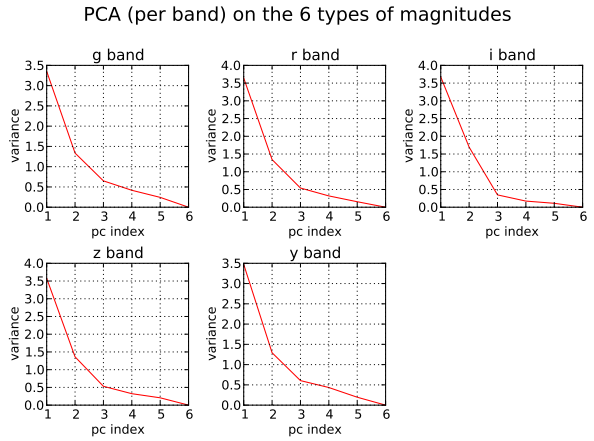 PCA (per band) on the 6 types of magnitudes
g band
3.5
3.0
2.5
2.0
1.5
1.0
0.5
0.0
variance
1 2 3 4 5 6
pc index
r band
4.0
3.5
3.0
2.5
2.0
1.5
1.0
0.5
0.0
variance
1 2 3 4 5 6
pc index
i band
4.0
3.5
3.0
2.5
2.0
1.5
1.0
0.5
0.0
variance
1 2 3 4 5 6
pc index
z band
4.0
3.5
3.0
2.5
2.0
1.5
1.0
0.5
0.0
variance
1 2 3 4 5 6
pc index
y band
3.5
3.0
2.5
2.0
1.5
1.0
0.5
0.0
variance
1 2 3 4 5 6
pc index